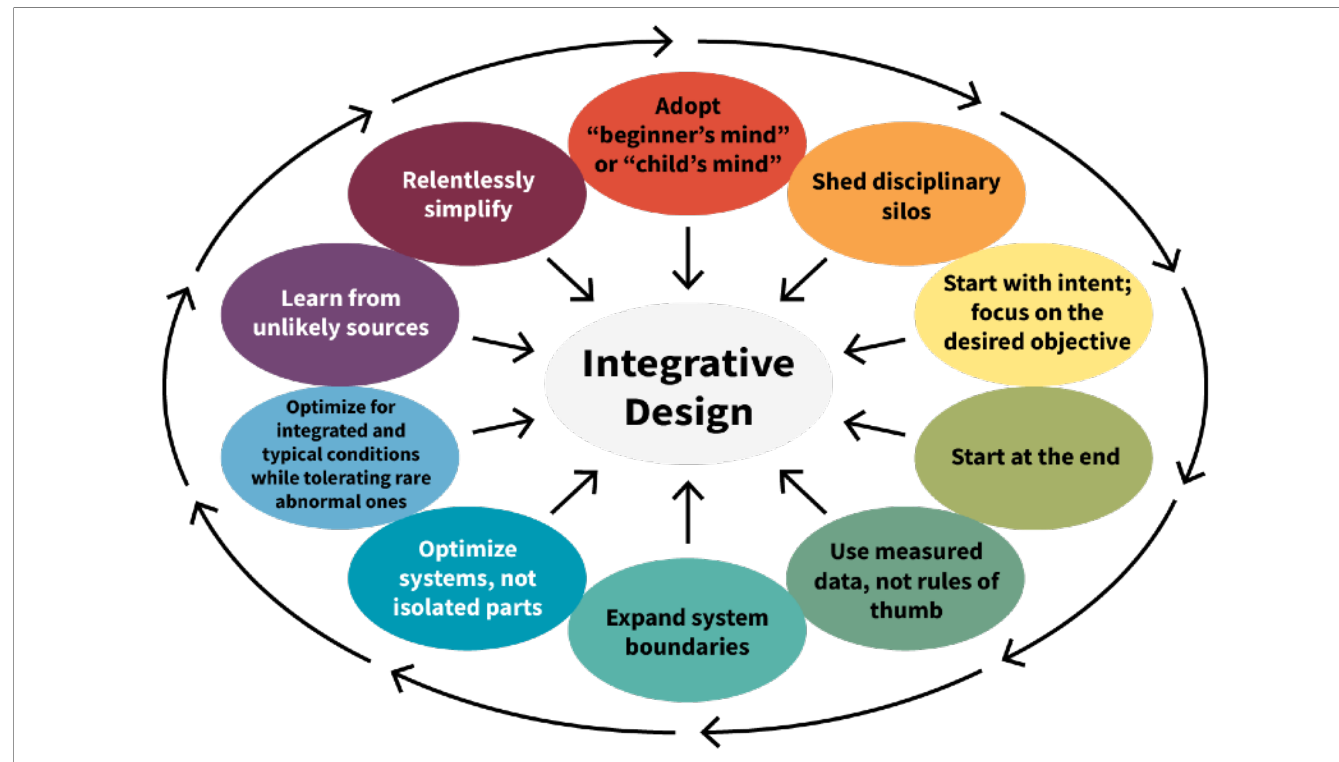 Adopt
“beginner’s mind”
or “child’s mind”
Shed disciplinary
silos
Start with intent;
focus on the
desired objective
Start at the end
Use measured
data, not rules of
thumb
Expand system
boundaries
Optimize
systems, not
isolated parts
Optimize for
integrated and
typical conditions
while tolerating rare
abnormal ones
Learn from
unlikely sources
Relentlessly
simplify
Integrative
Design